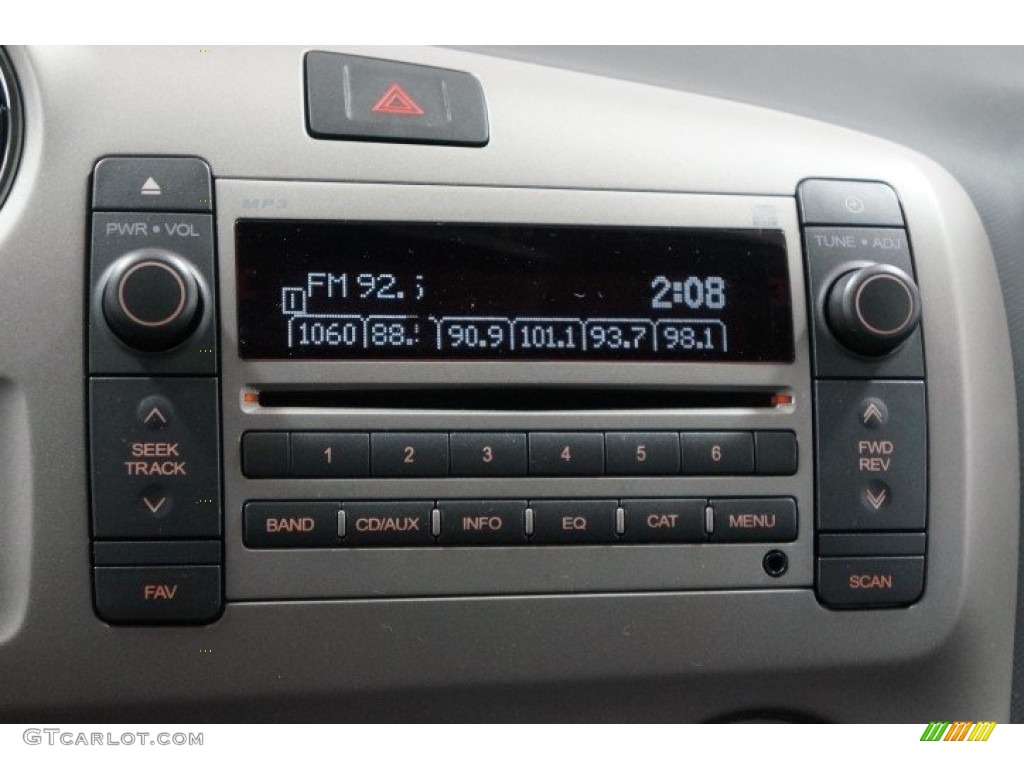 MP3
PWR • VOL
TUNE • ADJ
FM 92.
2:08
1
1060 88. 90.9 101.1 93.7 98.1
SEEK
TRACK
FWD
REV
1 2 3 4 5 6
BAND CD/AUX INFO EQ CAT MENU
FAV
SCAN
GTCARLOT.COM